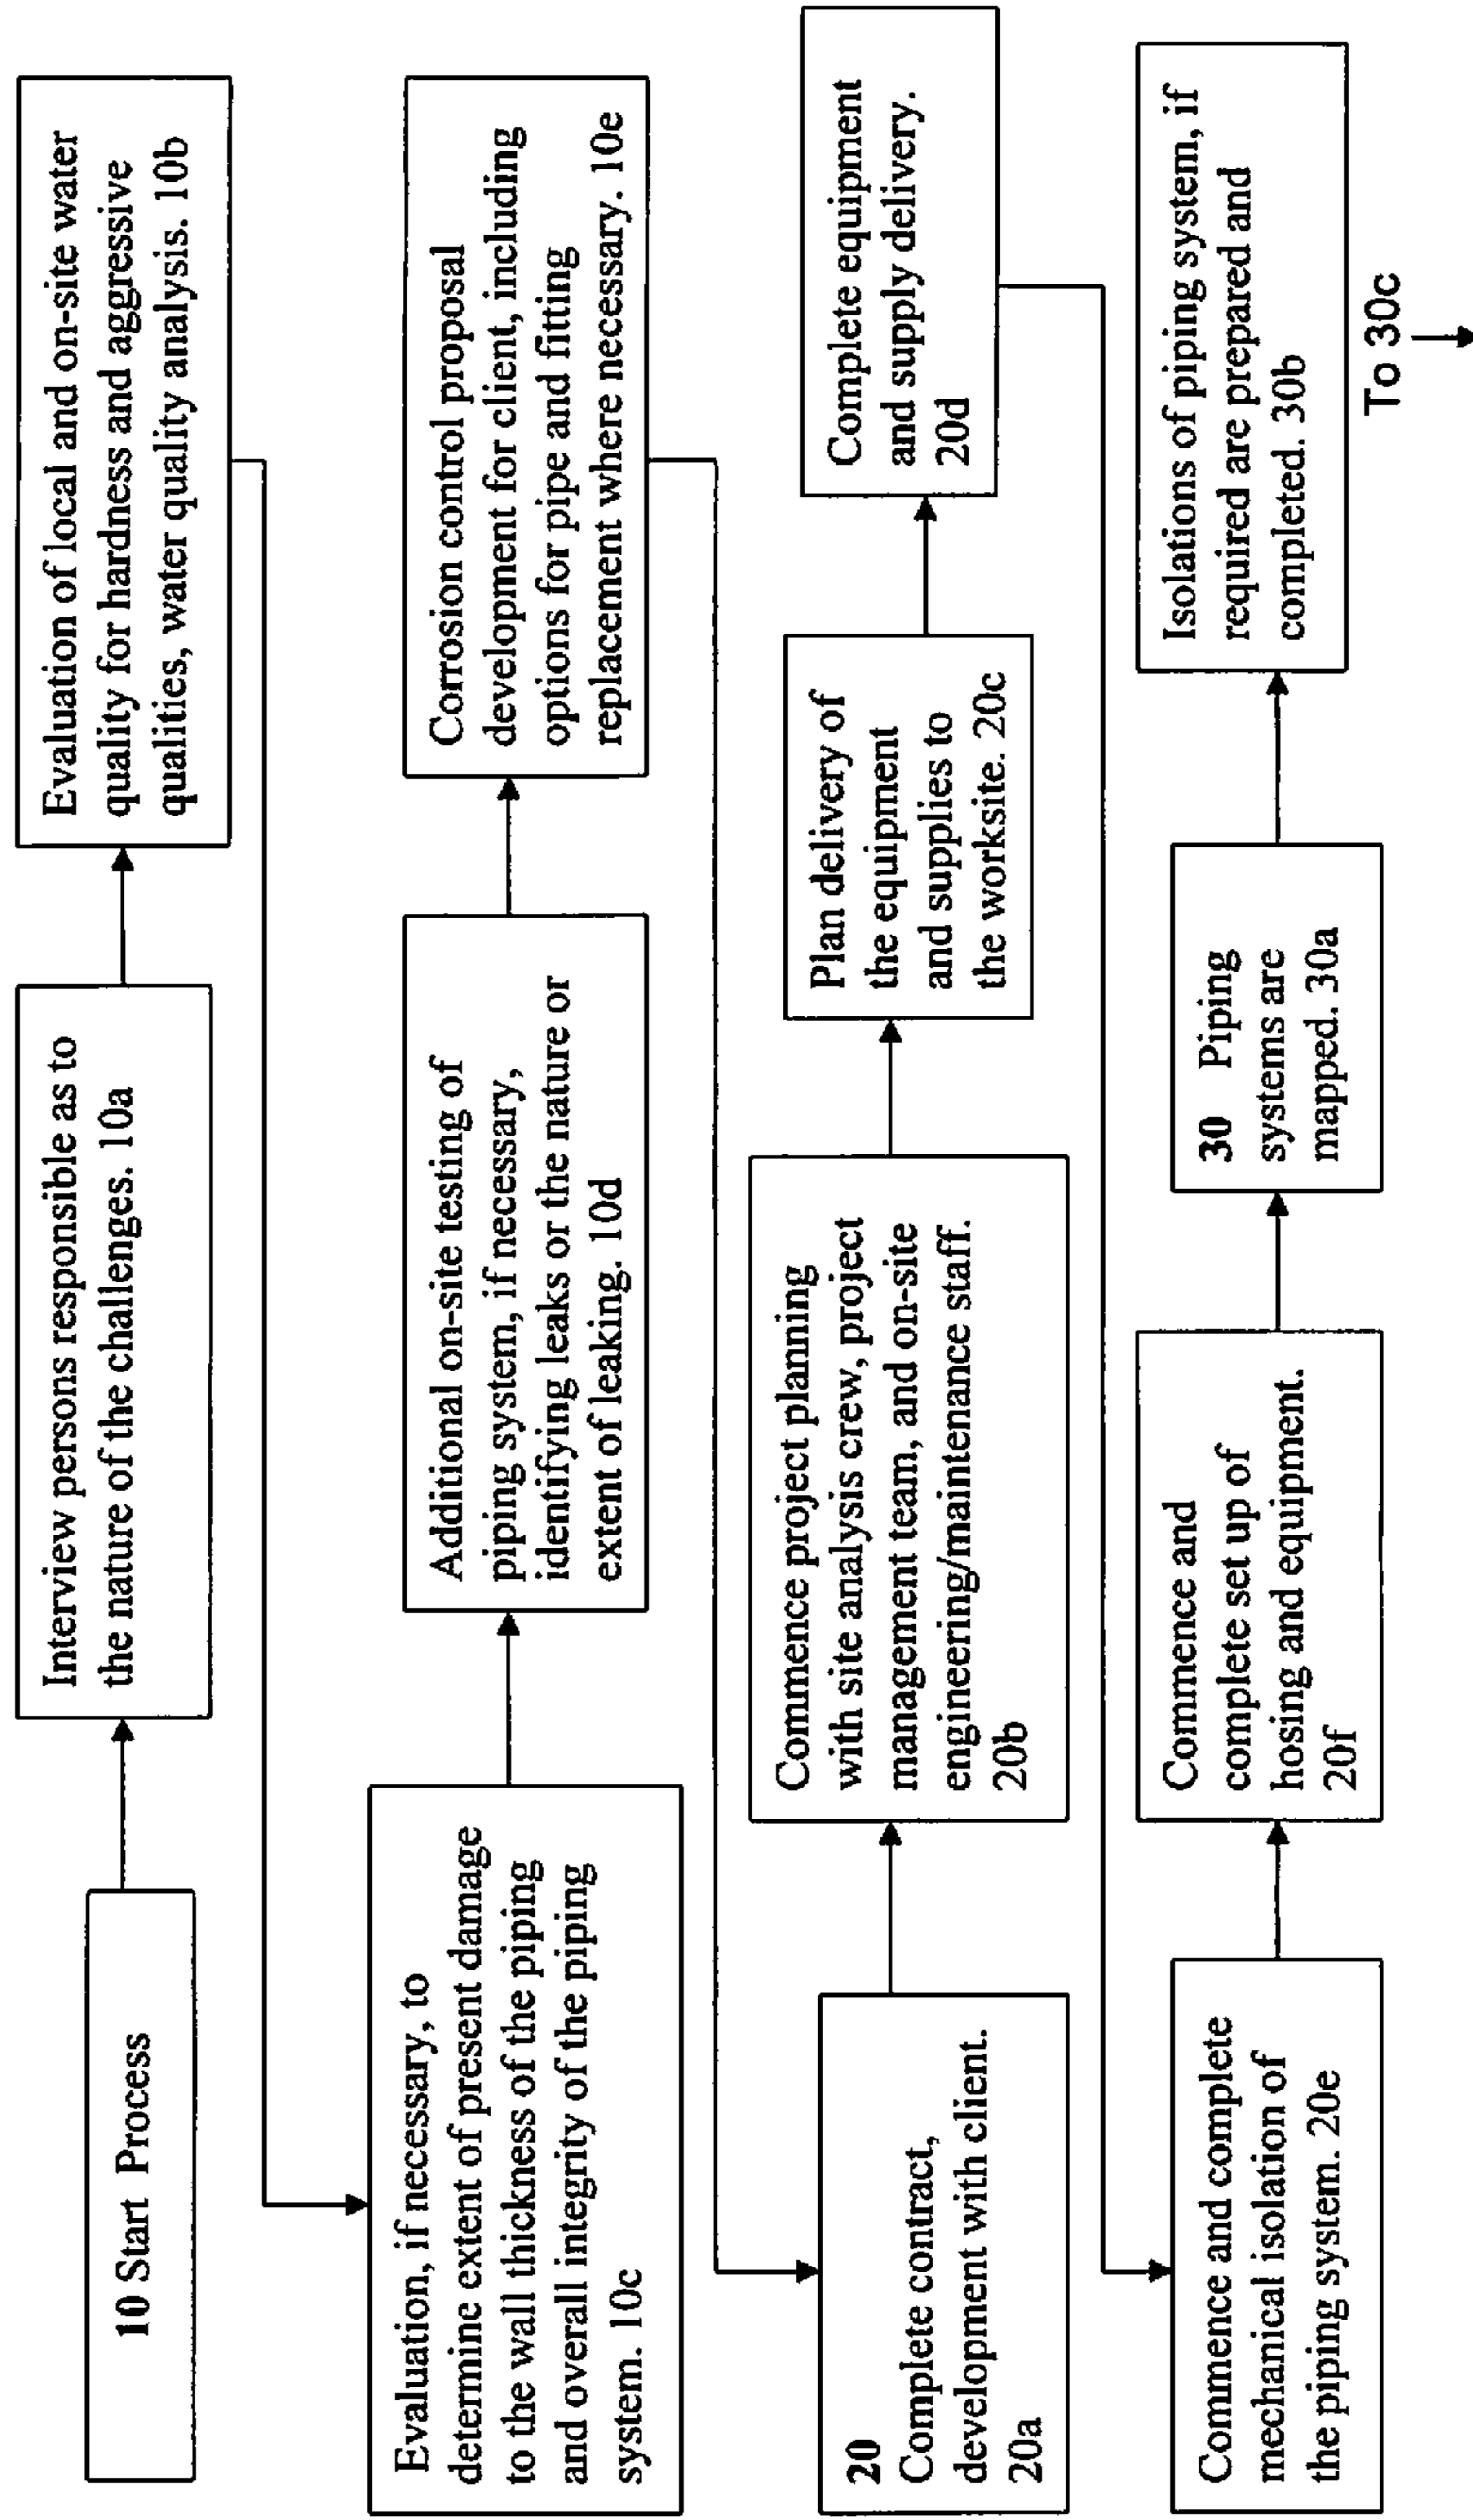 10 Start Process
Interview persons responsible as to
the nature of the challenges. 10a
Evaluation of local and on-site water
quality for hardness and aggressive
qualities, water quality analysis. 10b
Evaluation, if necessary, to
determine extent of present damage
to the wall thickness of the piping
and overall integrity of the piping
system. 10c
Additional on-site testing of
piping system, if necessary,
identifying leaks or the nature or
extent of leaking. 10d
Corrosion control proposal
development for client, including
options for pipe and fitting
replacement where necessary. 10e
20
Complete contract,
development with client.
20a
Commence project planning
with site analysis crew, project
management team, and on-site
engineering/maintenance staff.
20b
Plan delivery of
the equipment
and supplies to
the worksite. 20c
Complete equipment
and supply delivery.
20d
Commence and complete
mechanical isolation of
the piping system. 20e
Commence and
complete set up of
hosing and equipment.
20f
30 Piping
systems are
mapped. 30a
Isolations of piping system, if
required are prepared and
completed. 30b
To 30c